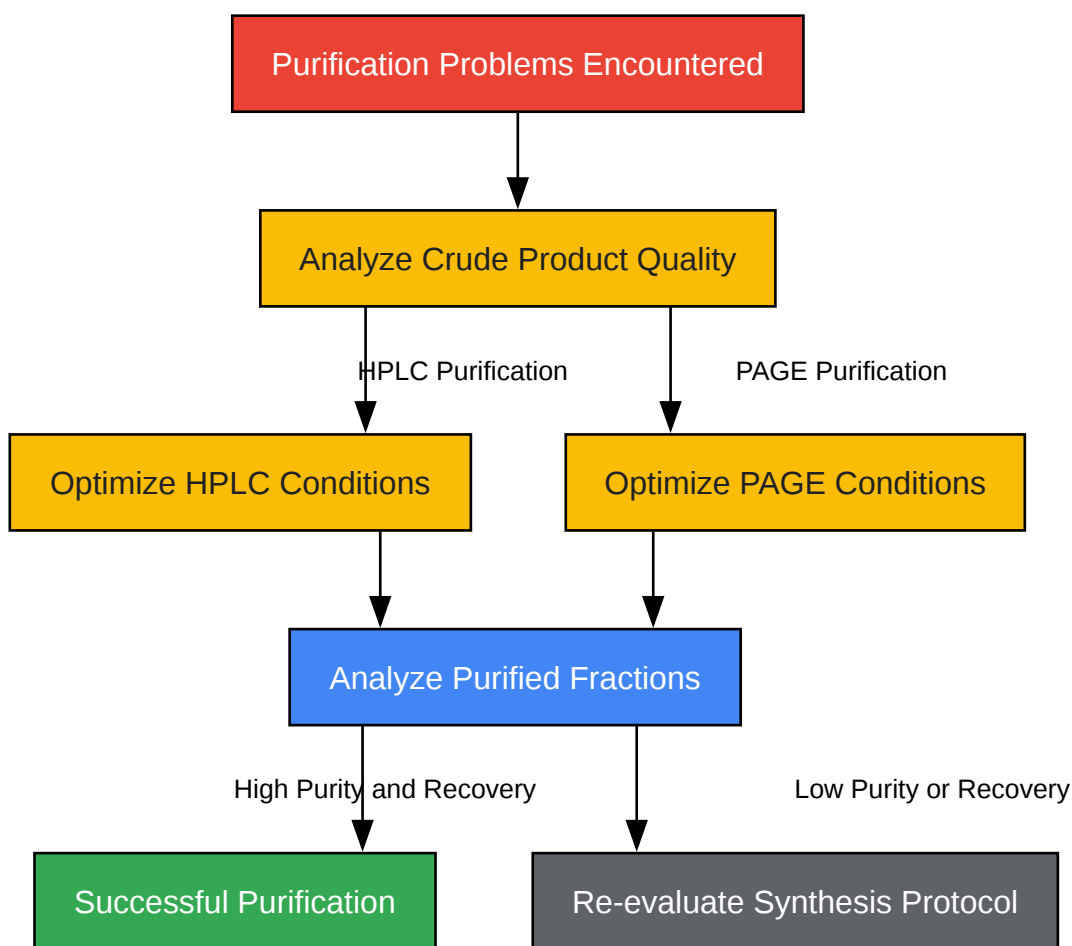 Purification Problems Encountered
Analyze Crude Product Quality
HPLC Purification
PAGE Purification
Optimize HPLC Conditions
Optimize PAGE Conditions
Analyze Purified Fractions
High Purity and Recovery
Low Purity or Recovery
Successful Purification
Re-evaluate Synthesis Protocol